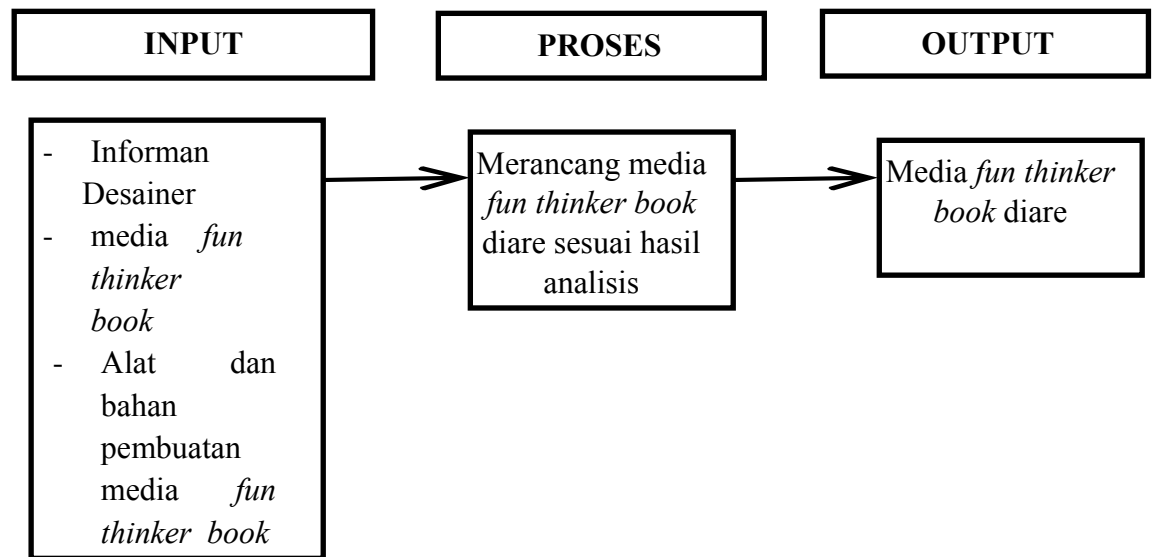 INPUT
PROSES
OUTPUT
- Informan
Desainer
- media fun
thinker
book
- Alat dan
bahan
pembuatan
media fun
thinker book
Merancang media
fun thinker book
diare sesuai hasil
analisis
Media fun thinker
book diare